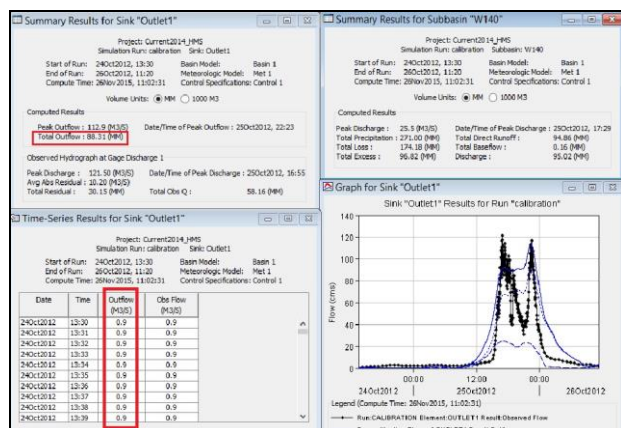 Summary Results for Sink "Outlet1"
Project: Current2014_HMS
Simulation Run: calibration Sink: Outlet1
Start of Run: 24Oct2012, 13:30 Basin Model: Basin 1
End of Run: 26Oct2012, 11:20 Meteorologic Model: Met 1
Compute Time: 26Nov2015, 11:02:31 Control Specifications: Control 1
Volume Units: MM 1000 M3
Computed Results
Peak Outflow : 112.9 (M3/S) Date/Time of Peak Outflow : 25Oct2012, 22:23
Total Outflow : 88.31 (MM)
Observed Hydrograph at Gage Discharge 1
Peak Discharge : 121.50 (M3/S) Date/Time of Peak Discharge : 25Oct2012, 16:55
Avg Abs Residual : 10.20 (M3/S)
Total Residual : 30.15 (MM) Total Obs Q : 58.16 (MM)
Summary Results for Subbasin "W140"
Project: Current2014_HMS
Simulation Run: calibration Subbasin: W140
Start of Run: 24Oct2012, 13:30 Basin Model: Basin 1
End of Run: 26Oct2012, 11:20 Meteorologic Model: Met 1
Compute Time: 26Nov2015, 11:02:31 Control Specifications: Control 1
Volume Units: MM 1000 M3
Computed Results
Peak Discharge : 25.5 (M3/S) Date/Time of Peak Discharge : 25Oct2012, 17:29
Total Precipitation : 271.00 (MM) Total Direct Runoff : 94.86 (MM)
Total Loss : 174.18 (MM) Total Baseflow : 0.16 (MM)
Total Excess : 96.82 (MM) Discharge : 95.02 (MM)
Time-Series Results for Sink "Outlet1"
Project: Current2014_HMS
Simulation Run: calibration Sink: Outlet1
Start of Run: 24Oct2012, 13:30 Basin Model: Basin 1
End of Run: 26Oct2012, 11:20 Meteorologic Model: Met 1
Compute Time: 26Nov2015, 11:02:31 Control Specifications: Control 1
Date Time Outflow (M3/S) Obs Flow (M3/S)
24Oct2012 13:30 0.9 0.9
24Oct2012 13:31 0.9 0.9
24Oct2012 13:32 0.9 0.9
24Oct2012 13:33 0.9 0.9
24Oct2012 13:34 0.9 0.9
24Oct2012 13:35 0.9 0.9
24Oct2012 13:36 0.9 0.9
24Oct2012 13:37 0.9 0.9
24Oct2012 13:38 0.9 0.9
24Oct2012 13:39 0.9 0.9
Graph for Sink "Outlet1"
Sink "Outlet1" Results for Run "calibration"
Flow (cms)
140
120
100
80
60
40
20
0
00:00 12:00 00:00
24Oct2012 25Oct2012 26Oct2012
Legend (Compute Time: 26Nov2015, 11:02:31)
Run:CALIBRATION Element:OUTLET1 Result:Observed Flow